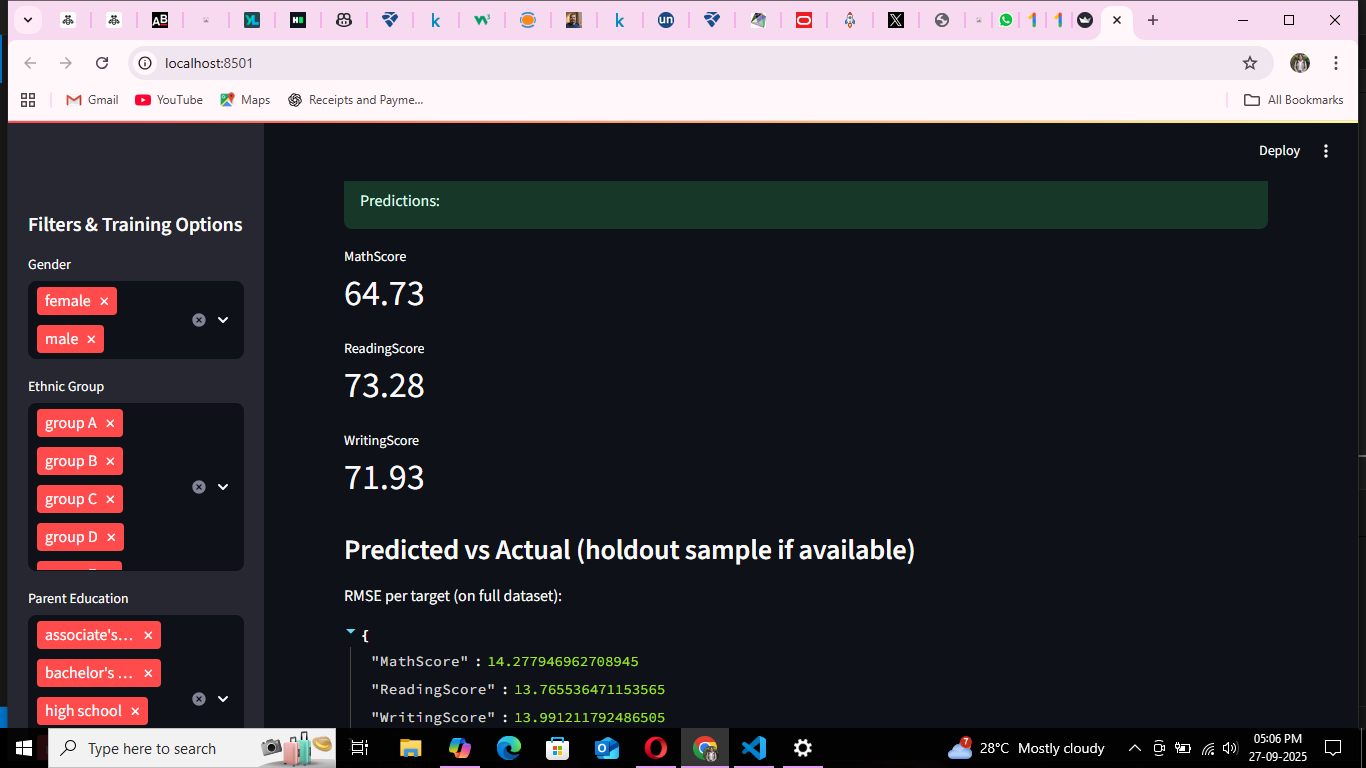 localhost:8501
Gmail
YouTube
Maps
Receipts and Payme...
All Bookmarks
Deploy
Filters & Training Options
Gender
female
male
Ethnic Group
group A
group B
group C
group D
Parent Education
associate's...
bachelor's ...
high school
Predictions:
MathScore
64.73
ReadingScore
73.28
WritingScore
71.93
Predicted vs Actual (holdout sample if available)
RMSE per target (on full dataset):
{
"MathScore" : 14.277946962708945
"ReadingScore" : 13.765536471153565
"WritingScore" : 13.991211792486505
Type here to search
7
28°C Mostly cloudy
05:06 PM
27-09-2025